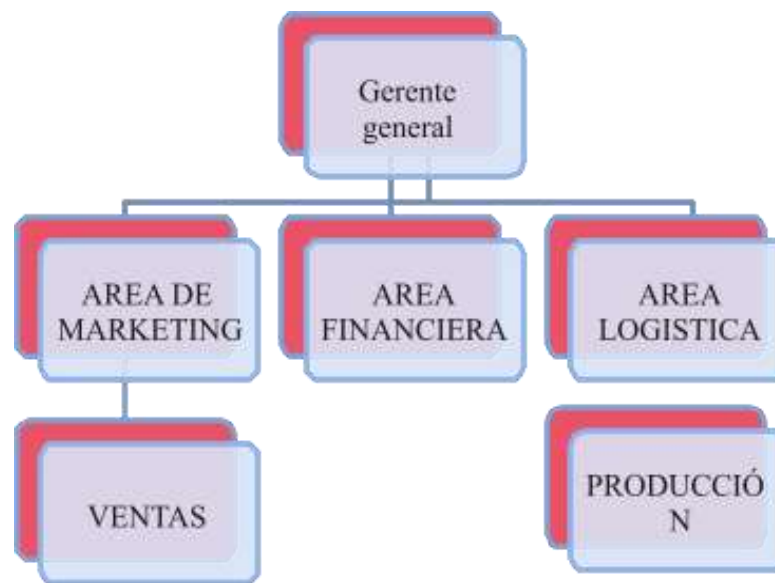 Gerente
general
AREA DE
MARKETING
AREA
FINANCIERA
AREA
LOGISTICA
VENTAS
PRODUCCIÓ
N